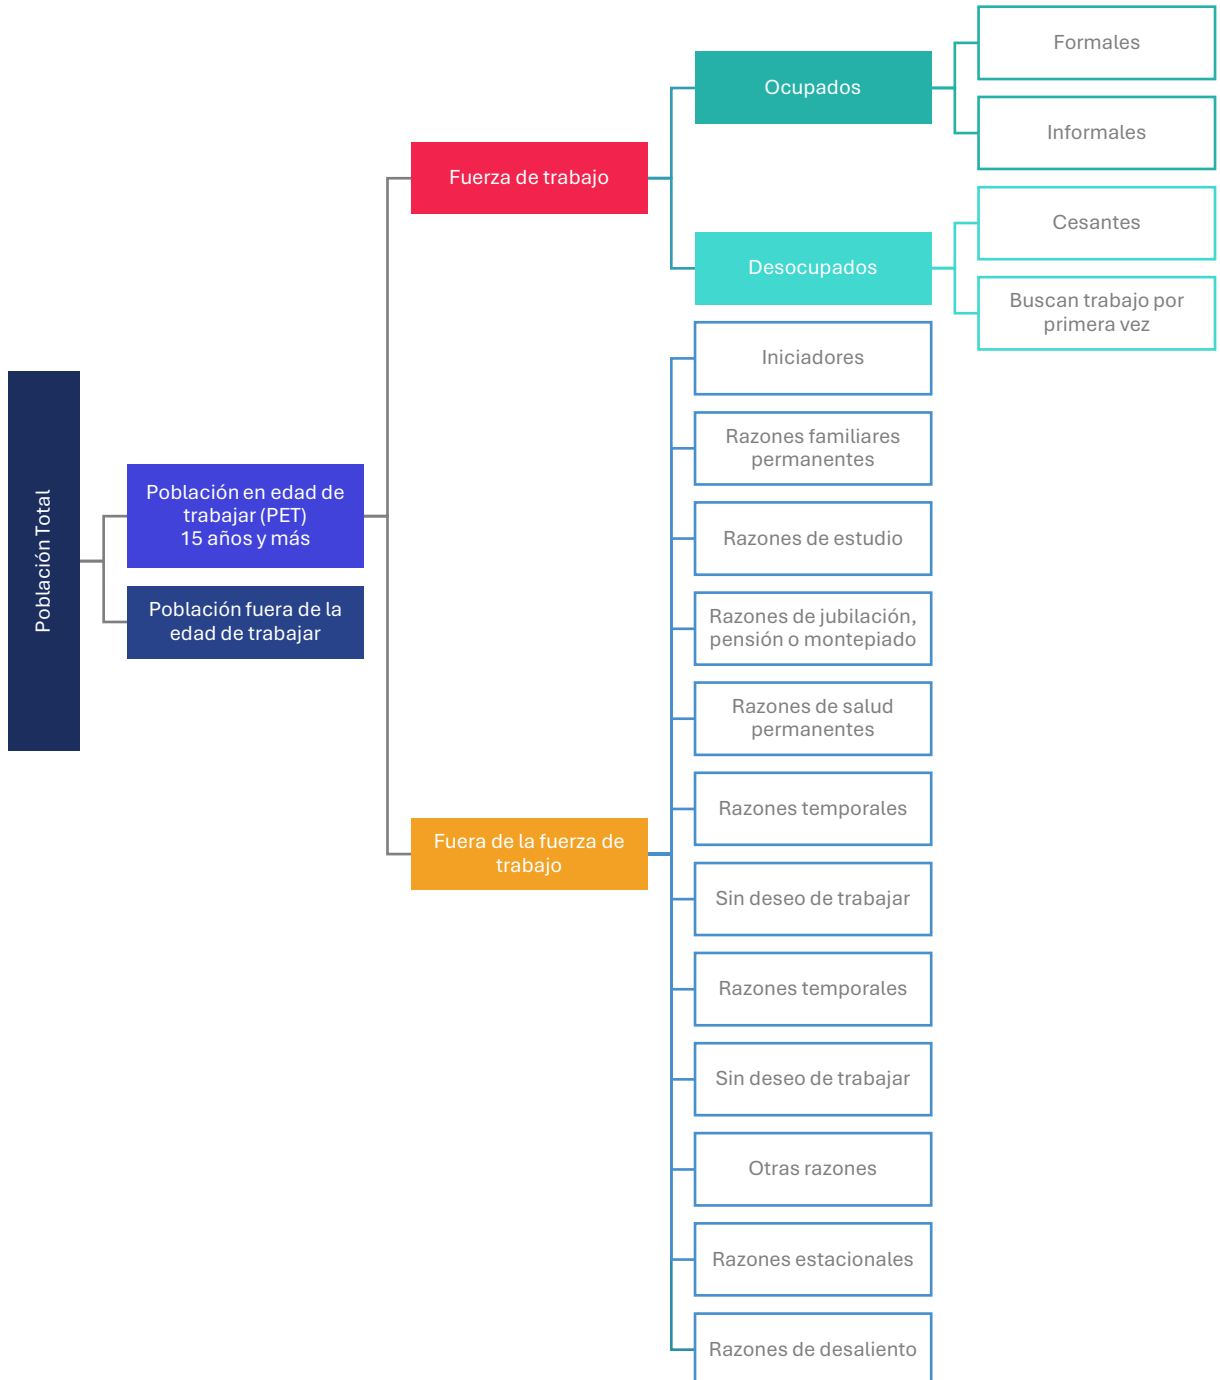 Formales
Ocupados
Informales
Fuerza de trabajo
Cesantes
Desocupados
Buscan trabajo por
primera vez
Iniciadores
Razones familiares
permanentes
Población Total
Población en edad de
trabajar (PET)
15 años y más
Razones de estudio
Población fuera de la
edad de trabajar
Razones de jubilación,
pensión o montepiado
Razones de salud
permanentes
Razones temporales
Fuera de la fuerza de
trabajo
Sin deseo de trabajar
Razones temporales
Sin deseo de trabajar
Otras razones
Razones estacionales
Razones de desaliento